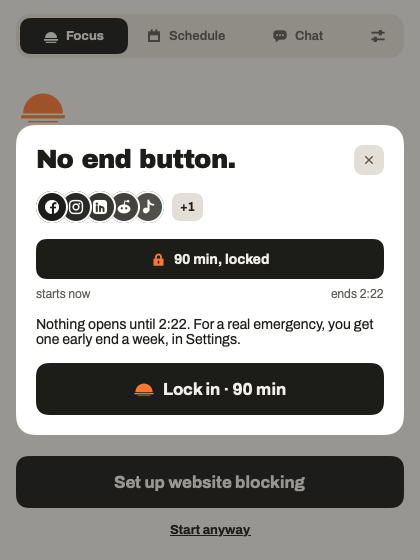 Focus
Schedule
Chat
No end button.
+1
90 min, locked
starts now
ends 2:22
Nothing opens until 2:22. For a real emergency, you get
one early end a week, in Settings.
Lock in · 90 min
Set up website blocking
Start anyway